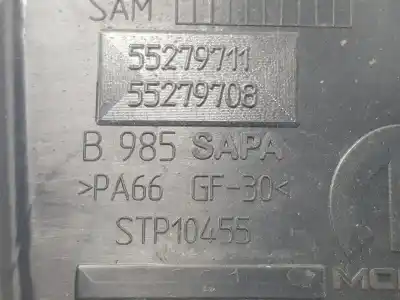 SAM
55279711
55279708
B 985 SAPA
>PA66 GF-30<
STP10455